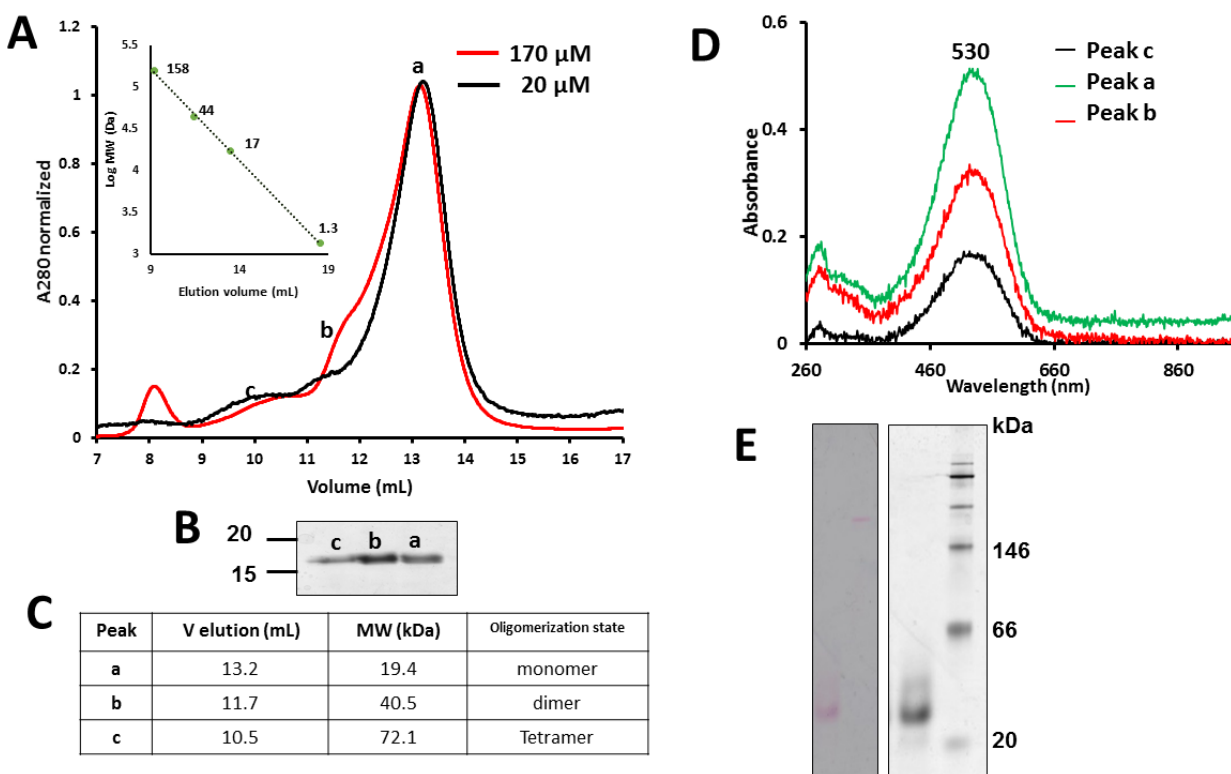 A
A280 normalized
1.2
1
0.8
0.6
0.4
0.2
0
7 8 9 10 11 12 13 14 15 16 17
Volume (mL)
a
b
c
170 µM
20 µM
Log MW (Da)
5.5
5
4.5
4
3.5
3
9 14 19
Elution volume (mL)
158
44
17
1.3
B
20
15
c b a
C
Peak V elution (mL) MW (kDa) Oligomerization state
a 13.2 19.4 monomer
b 11.7 40.5 dimer
c 10.5 72.1 Tetramer
D
Absorbance
0.6
0.4
0.2
0
260 460 660 860
Wavelength (nm)
530
Peak c
Peak a
Peak b
E
kDa
146
66
20